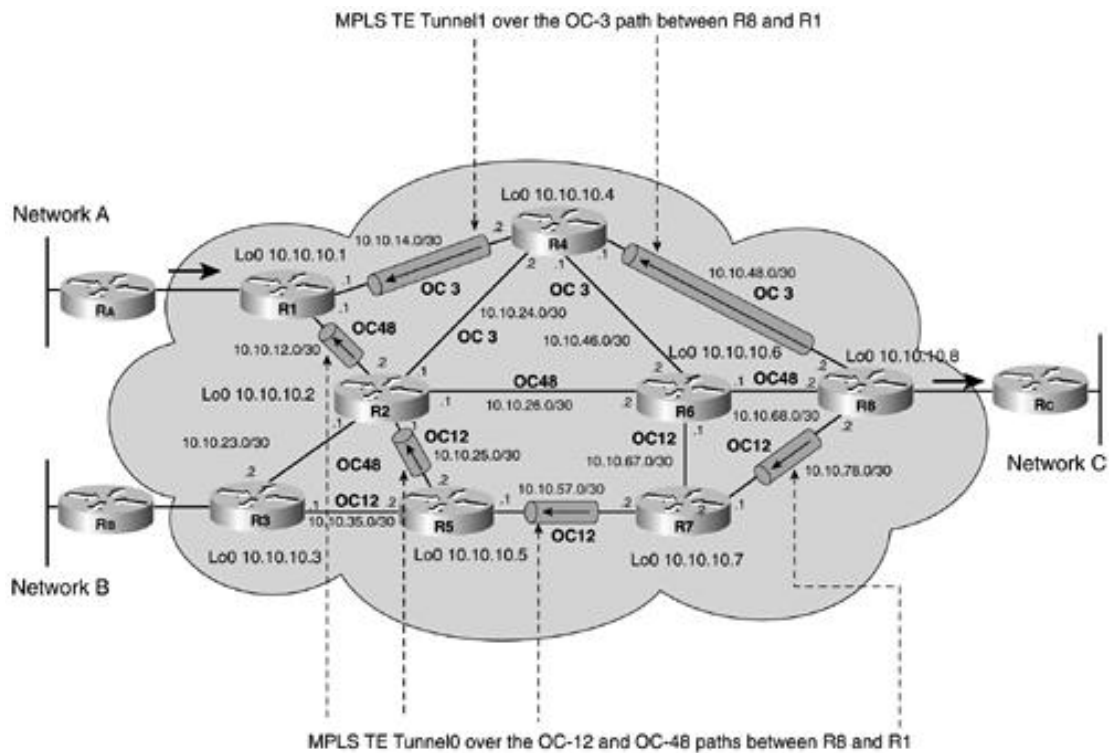 MPLS TE Tunnel1 over the OC-3 path between R8 and R1
Lo0 10.10.10.4
Network A
10.10.14.0/30
.2
R4
.1
.2
.1
10.10.48.0/30
Lo0 10.10.10.1
OC 3
OC 3
OC 3
RA
R1
.1
.1
10.10.24.0/30
OC48
OC 3
10.10.46.0/30
10.10.12.0/30
Lo0 10.10.10.6
.2
Lo0 10.10.10.8
.2
.1
.2
OC48
.1
OC48
.2
Lo0 10.10.10.2
R2
.1
10.10.26.0/30
.2
R6
10.10.68.0/30
R8
RC
.1
.1
OC12
OC12
.1
OC12
.2
10.10.23.0/30
10.10.25.0/30
10.10.67.0/30
10.10.78.0/30
Network C
OC48
.2
.2
10.10.57.0/30
OC12
.1
.2
.1
.2
.2
.1
RB
R3
10.10.35.0/30
R5
OC12
R7
Lo0 10.10.10.3
Lo0 10.10.10.5
Lo0 10.10.10.7
Network B
MPLS TE Tunnel0 over the OC-12 and OC-48 paths between R8 and R1